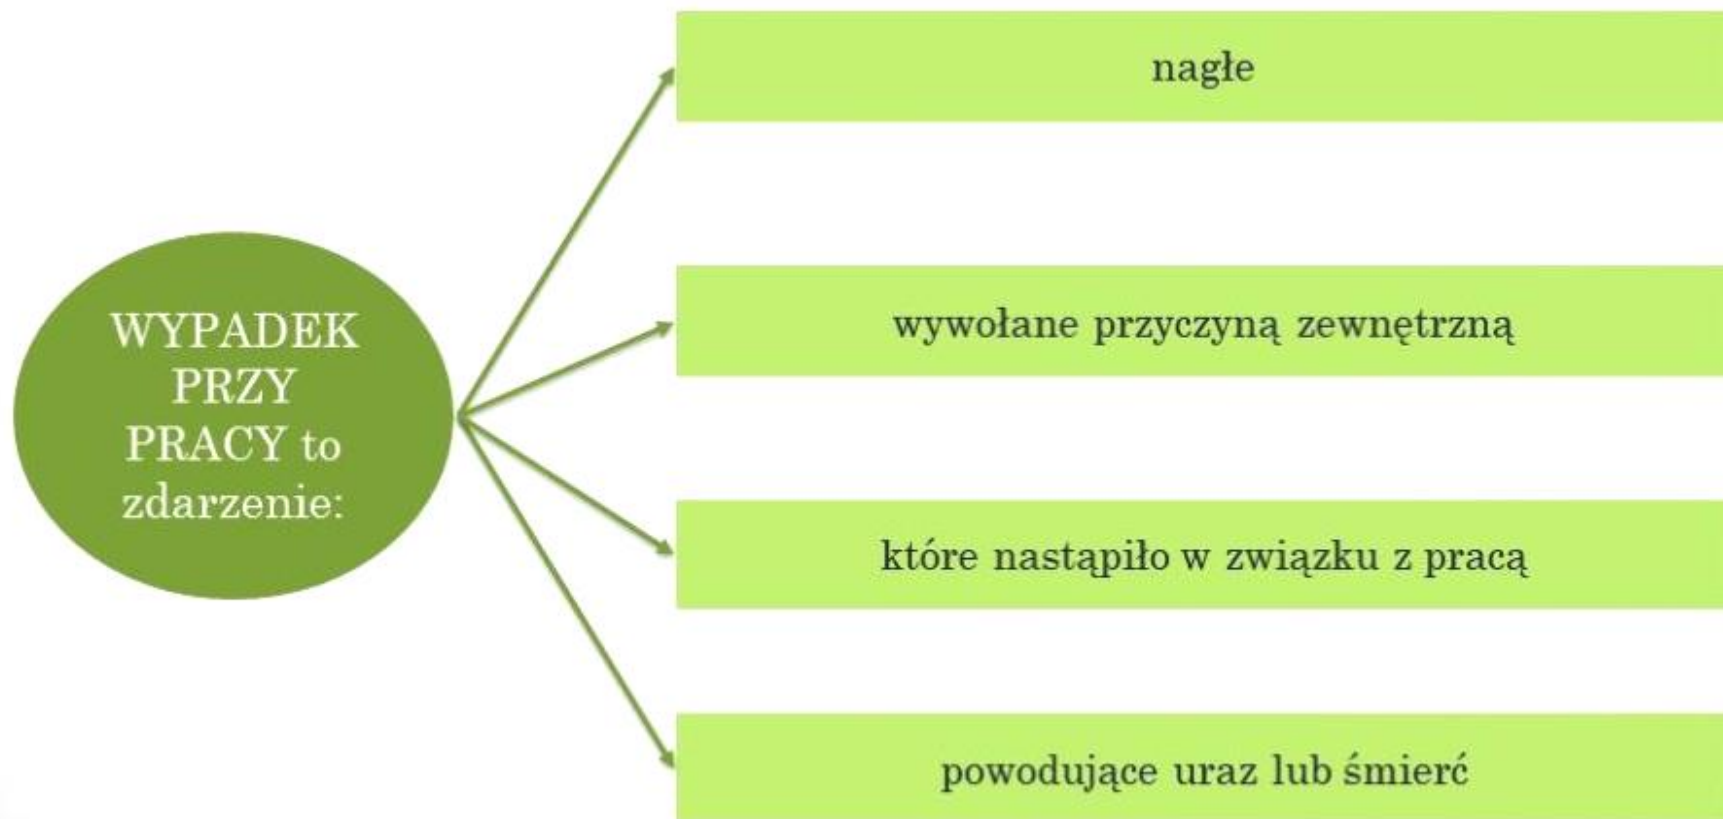 WYPADEK
PRZY
PRACY to
zdarzenie:
nagłe
wywołane przyczyną zewnętrzną
które nastąpiło w związku z pracą
powodujące uraz lub śmierć